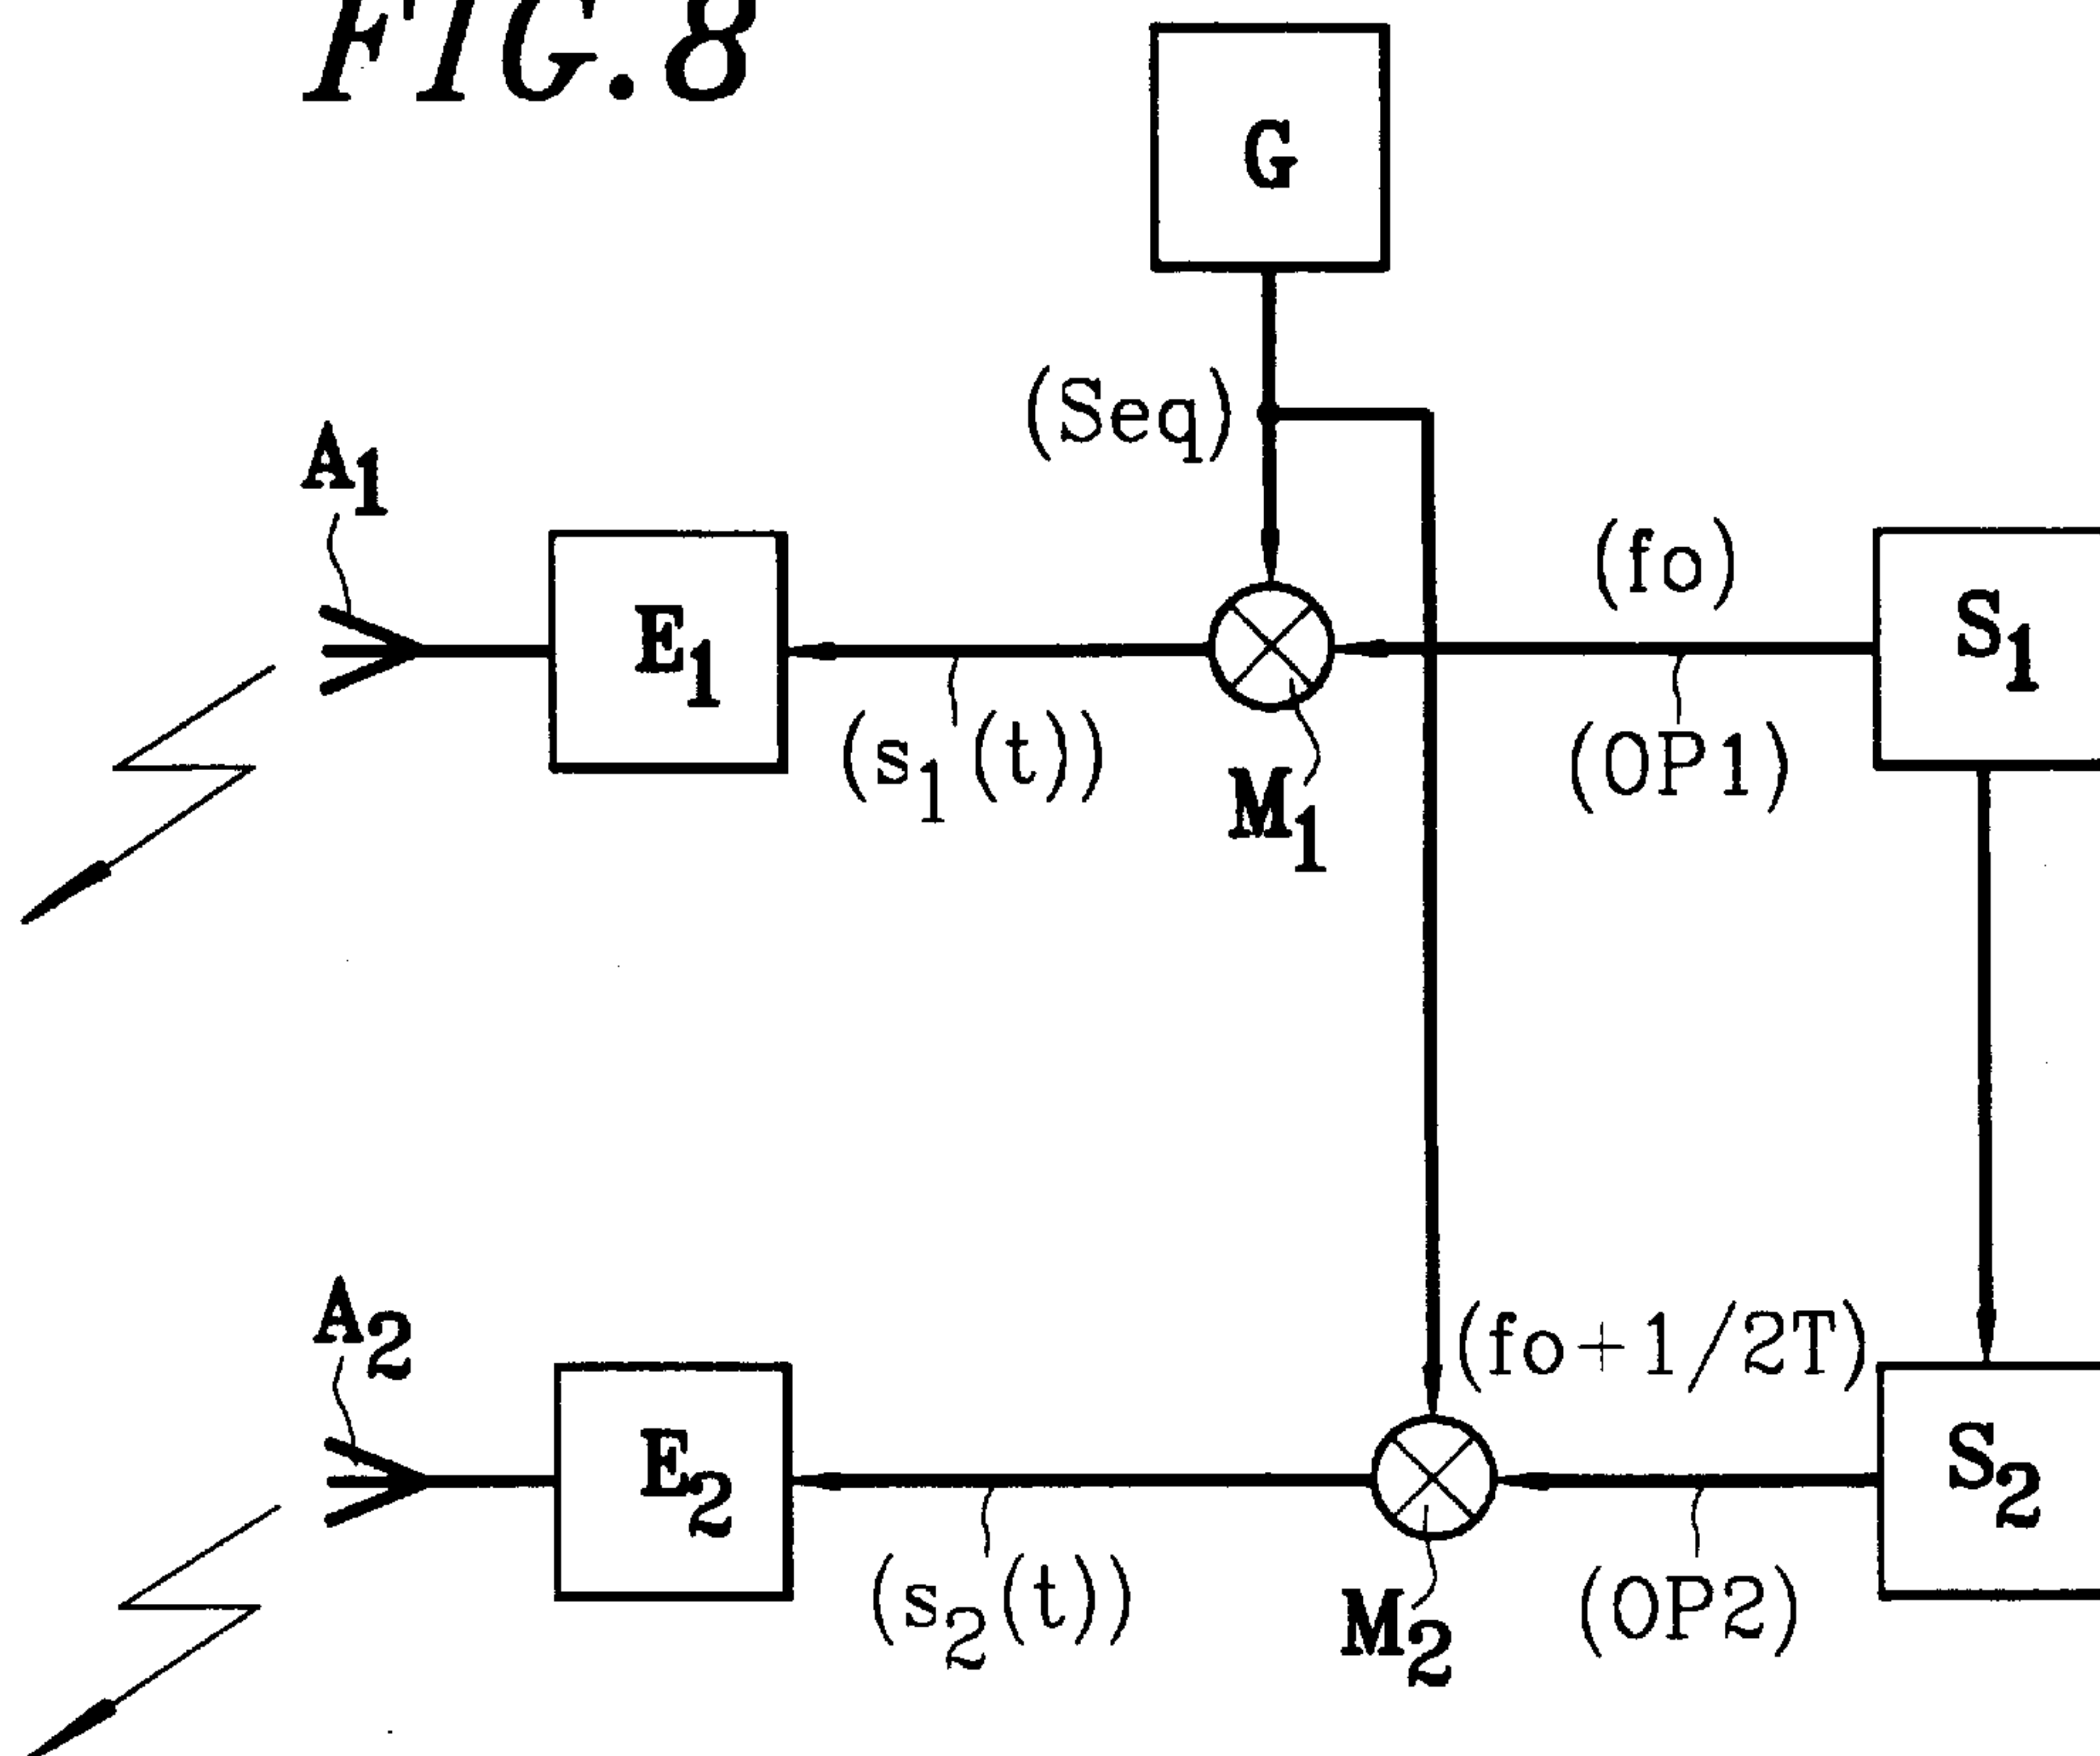 FIG.8
G
(Seq)
A1
(fo)
E1
S1
(s1(t))
(OP1)
M1
A2
(fo+1/2T)
E2
S2
(s2(t))
(OP2)
M2